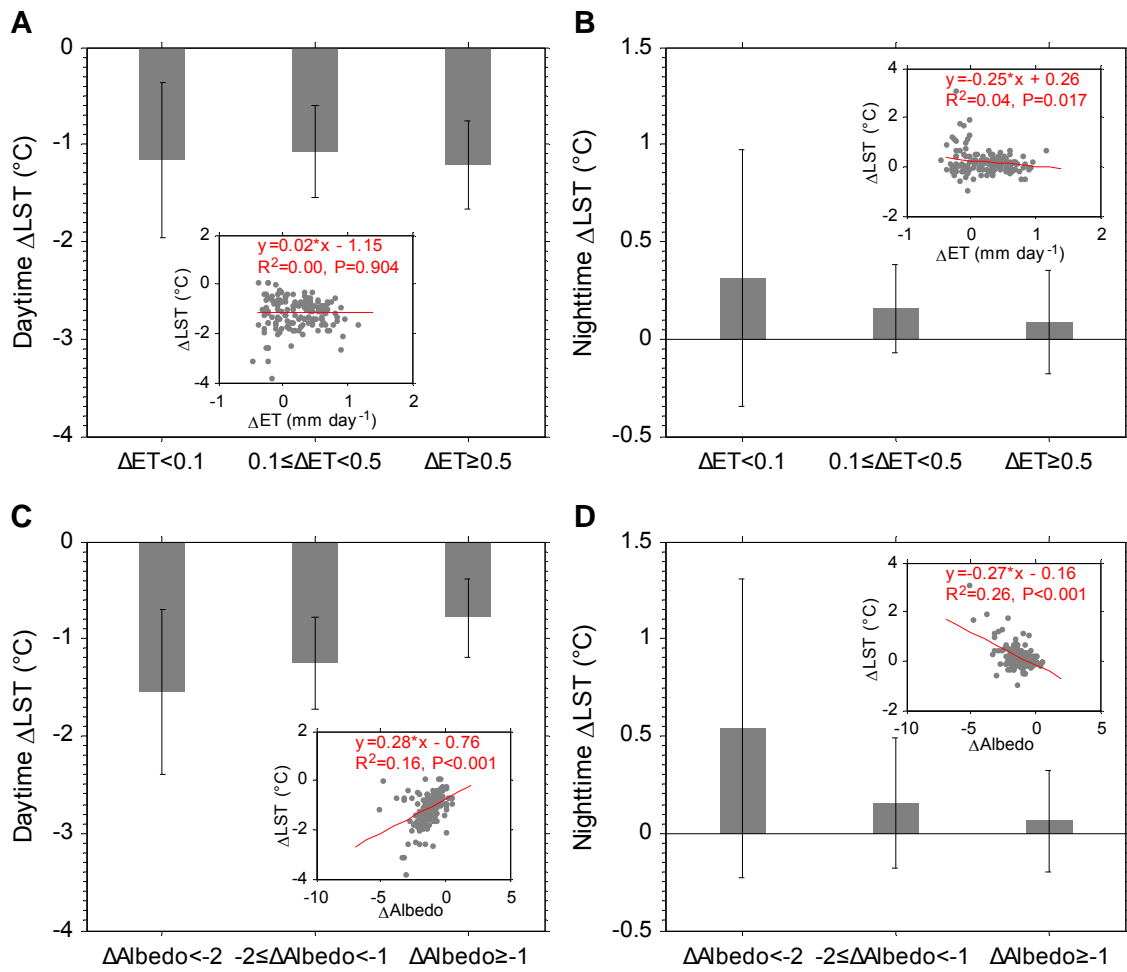 A
0
-1
-2
-3
-4
Daytime ΔLST (°C)
ΔET<0.1
0.1≤ΔET<0.5
ΔET≥0.5
y=0.02*x - 1.15
R²=0.00, P=0.904
2
0
-2
-4
ΔLST (°C)
-1
0
1
2
ΔET (mm day⁻¹)
B
1.5
1
0.5
0
-0.5
Nighttime ΔLST (°C)
ΔET<0.1
0.1≤ΔET<0.5
ΔET≥0.5
y=-0.25*x + 0.26
R²=0.04, P=0.017
4
2
0
-2
ΔLST (°C)
-1
0
1
2
ΔET (mm day⁻¹)
C
0
-1
-2
-3
-4
Daytime ΔLST (°C)
ΔAlbedo<-2
-2≤ΔAlbedo<-1
ΔAlbedo≥-1
y=0.28*x - 0.76
R²=0.16, P<0.001
2
0
-2
-4
ΔLST (°C)
-10
-5
0
5
ΔAlbedo
D
1.5
1
0.5
0
-0.5
Nighttime ΔLST (°C)
ΔAlbedo<-2
-2≤ΔAlbedo<-1
ΔAlbedo≥-1
y=-0.27*x - 0.16
R²=0.26, P<0.001
4
2
0
-2
ΔLST (°C)
-10
-5
0
5
ΔAlbedo